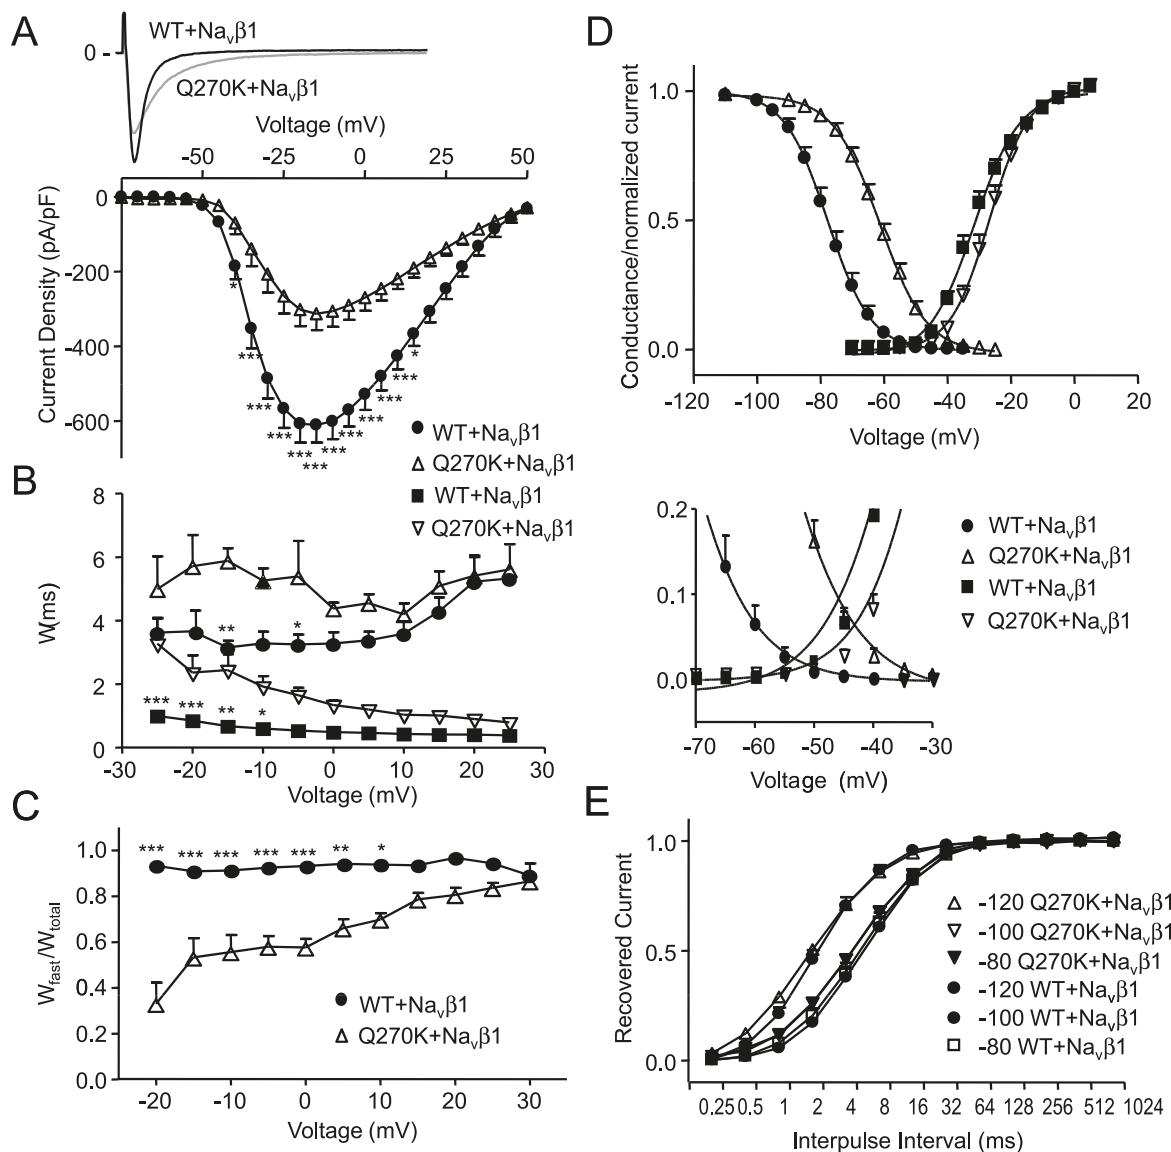 A
WT+Navβ1
0 -
Q270K+Navβ1
Voltage (mV)
-50 -25 0 20 50
0
-200
-400
-600
Current Density (pA/pF)
*
***
***
***
***
***
***
***
***
***
***
*
WT+Navβ1
Q270K+Navβ1
WT+Navβ1
Q270K+Navβ1
B
8
6
4
2
0
W(ms)
** *
*** *** ** *
-30 -20 -10 0 10 20 30
Voltage (mV)
C
1.0
0.8
0.6
0.4
0.2
0.0
Wfast/Wtotal
*** *** *** *** *** ** *
WT+Navβ1
Q270K+Navβ1
-20 -10 0 10 20 30
Voltage (mV)
D
1.0
0.5
0.0
Conductance/normalized current
-120 -100 -80 -60 -40 -20 0 20
Voltage (mV)
0.2
0.1
0.0
WT+Navβ1
Q270K+Navβ1
WT+Navβ1
Q270K+Navβ1
-70 -60 -50 -40 -30
Voltage (mV)
E
1.0
0.5
0.0
Recovered Current
-120 Q270K+Navβ1
-100 Q270K+Navβ1
-80 Q270K+Navβ1
-120 WT+Navβ1
-100 WT+Navβ1
-80 WT+Navβ1
0.25 0.5 1 2 4 8 16 32 64 128 256 512 1024
Interpulse Interval (ms)